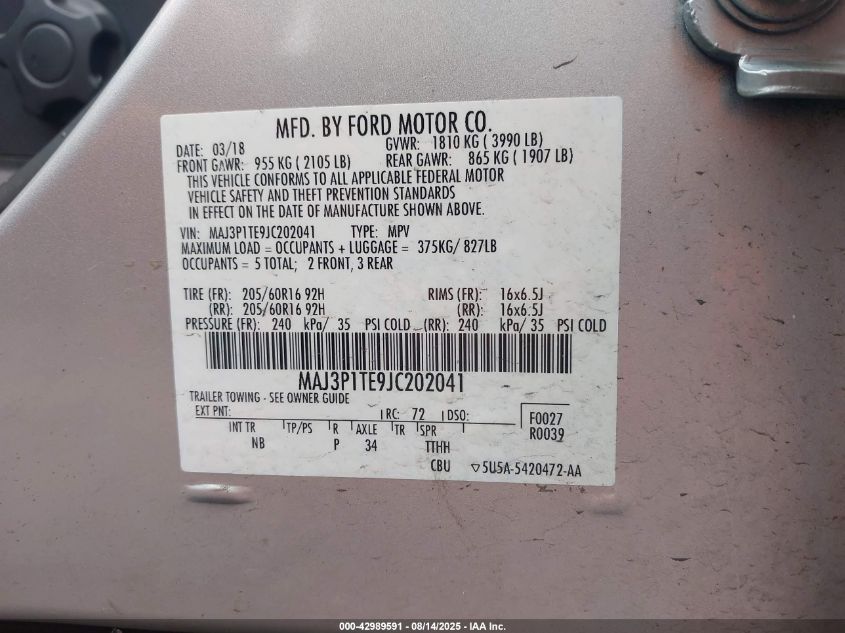 MFD. BY FORD MOTOR CO.
DATE: 03/18 GVWR: 1810 KG ( 3990 LB)
FRONT GAWR: 955 KG ( 2105 LB) REAR GAWR: 865 KG ( 1907 LB)
THIS VEHICLE CONFORMS TO ALL APPLICABLE FEDERAL MOTOR
VEHICLE SAFETY AND THEFT PREVENTION STANDARDS
IN EFFECT ON THE DATE OF MANUFACTURE SHOWN ABOVE.
VIN: MAJ3P1TE9JC202041 TYPE: MPV
MAXIMUM LOAD = OCCUPANTS + LUGGAGE = 375KG/ 827LB
OCCUPANTS = 5 TOTAL; 2 FRONT, 3 REAR
TIRE (FR): 205/60R16 92H RIMS (FR): 16x6.5J
(RR): 205/60R16 92H (RR): 16x6.5J
PRESSURE (FR): 240 kPa/ 35 PSI COLD (RR): 240 kPa/ 35 PSI COLD
MAJ3P1TE9JC202041
TRAILER TOWING - SEE OWNER GUIDE
EXT PNT: RC: 72 DSO: F0027
INT TR TP/PS R AXLE TR SPR R0039
NB P 34 TTHH
CBU ▽5U5A-5420472-AA
000-42989591 - 08/14/2025 - IAA Inc.